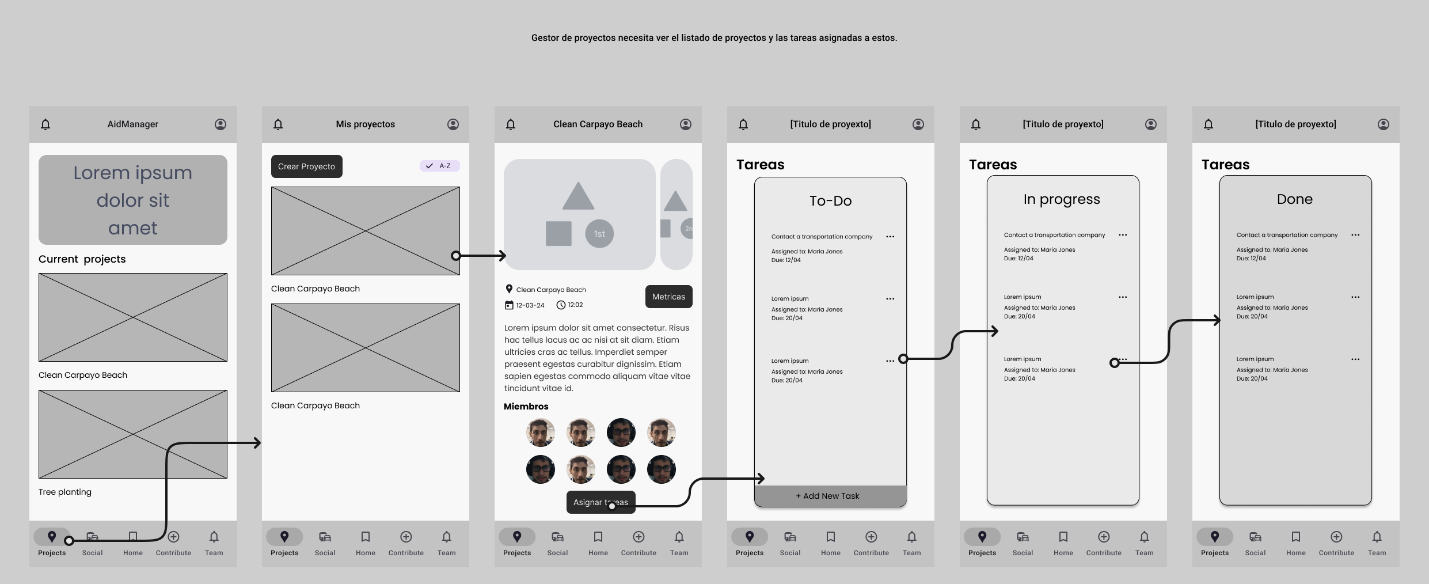 Gestor de proyectos necesita ver el listado de proyectos y las tareas asignadas a estos.
AidManager
Lorem ipsum
dolor sit
amet
Current projects
Clean Carpayo Beach
Tree planting
Projects
Social
Home
Contribute
Team
Mis proyectos
Crear Proyecto
A-Z
Clean Carpayo Beach
Clean Carpayo Beach
Projects
Social
Home
Contribute
Team
Clean Carpayo Beach
1st
Clean Carpayo Beach
12-03-24
12:02
Metricas
Lorem ipsum dolor sit amet consectetur. Risus
hac tellus lacus ac ac nisi at sit diam. Etiam
ultricies cras ac tellus. Imperdiet semper
praesent egestas curabitur dignissim. Etiam
sapien egestas commodo aliquam vitae vitae
tincidunt vitae id.
Miembros
Asignar tareas
Projects
Social
Home
Contribute
Team
[Titulo de proyexto]
Tareas
To-Do
Contact a transportation company
Assigned to: Maria Jones
Due: 12/04
Lorem ipsum
Assigned to: Maria Jones
Due: 20/04
Lorem ipsum
Assigned to: Maria Jones
Due: 20/04
+ Add New Task
Projects
Social
Home
Contribute
Team
[Titulo de proyexto]
Tareas
In progress
Contact a transportation company
Assigned to: Maria Jones
Due: 12/04
Lorem ipsum
Assigned to: Maria Jones
Due: 20/04
Lorem ipsum
Assigned to: Maria Jones
Due: 20/04
Projects
Social
Home
Contribute
Team
[Titulo de proyexto]
Tareas
Done
Contact a transportation company
Assigned to: Maria Jones
Due: 12/04
Lorem ipsum
Assigned to: Maria Jones
Due: 20/04
Lorem ipsum
Assigned to: Maria Jones
Due: 20/04
Projects
Social
Home
Contribute
Team